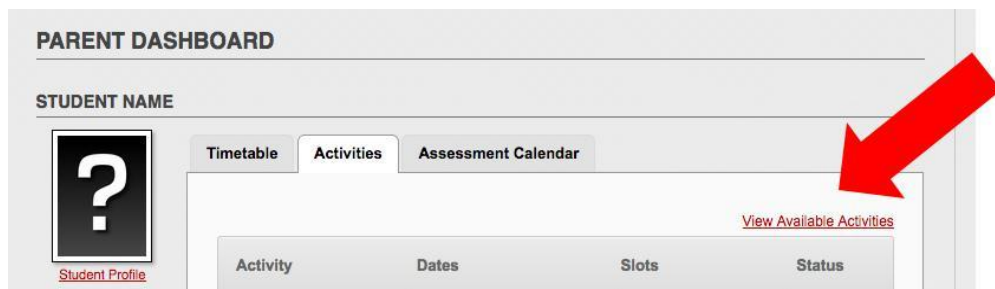 PARENT DASHBOARD
STUDENT NAME
?
Timetable Activities Assessment Calendar
View Available Activities
Activity Dates Slots Status
Student Profile